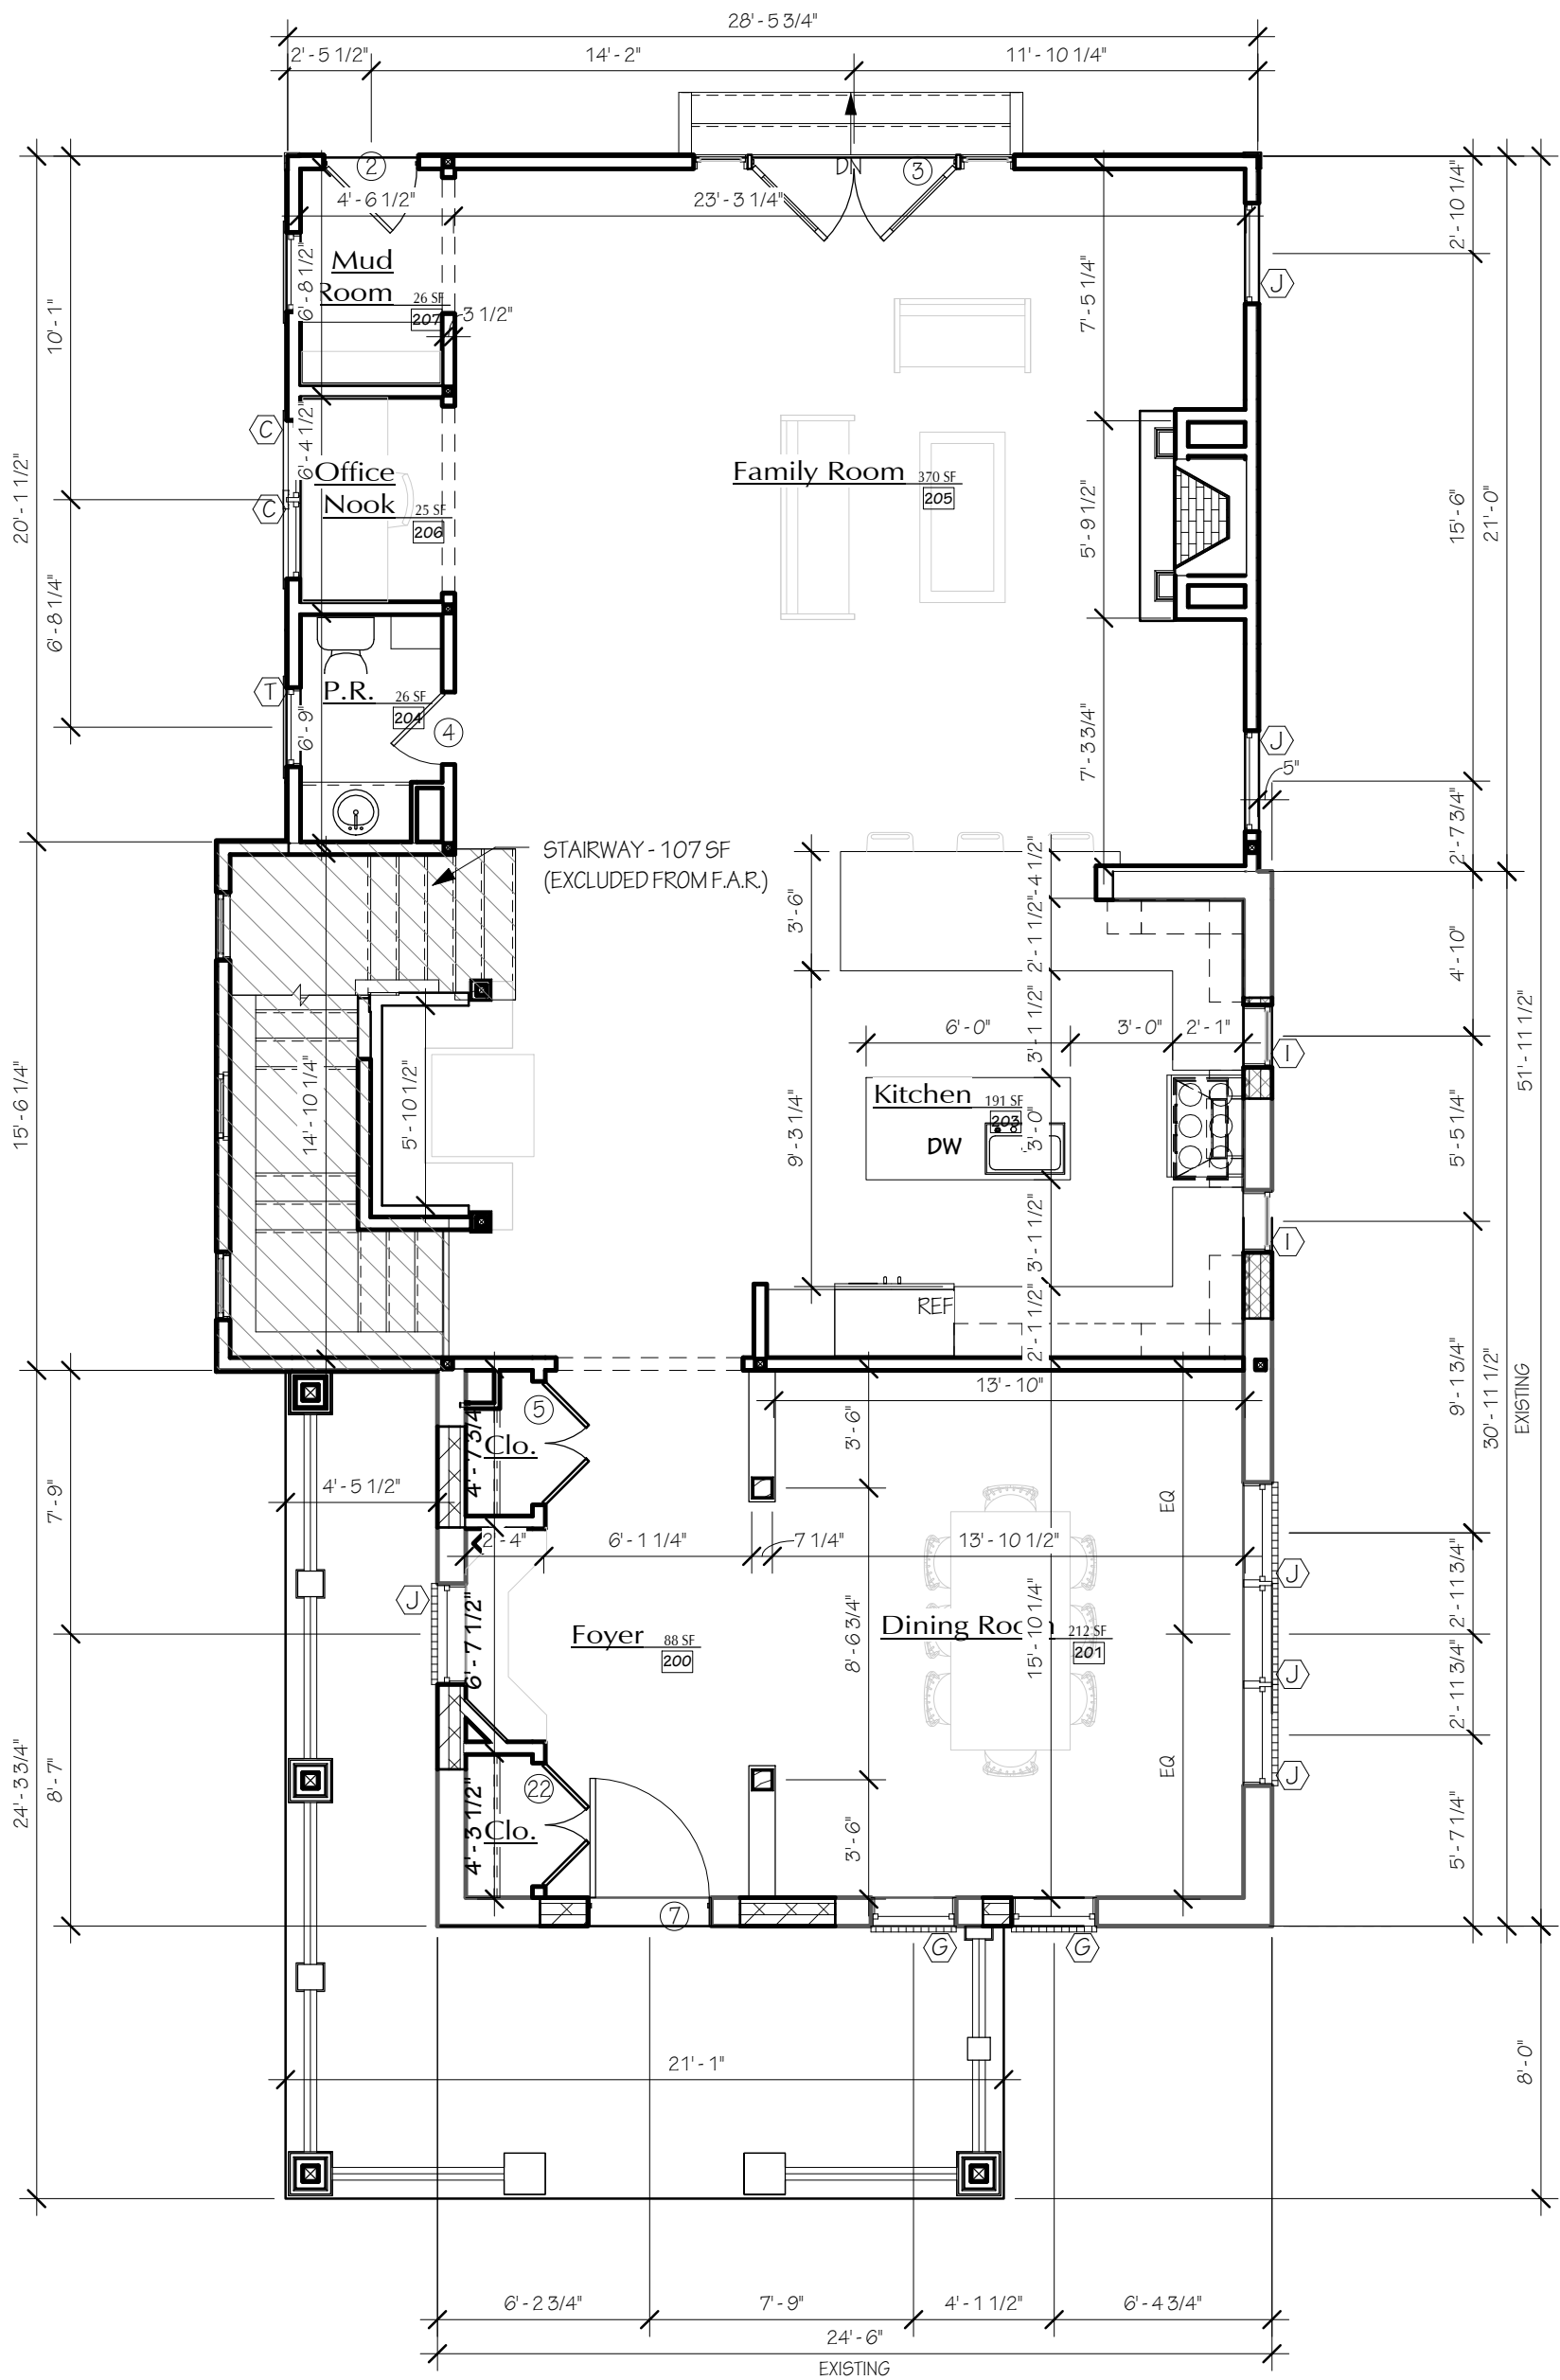 28'-5 3/4"
2'-5 1/2" 14'-2" 11'-10 1/4"
2 DN 3
4'-6 1/2" 23'-3 1/4"
2'-10 1/4"
Mud
Room 26 SF
207
6'-8 1/2"
3 1/2"
J
7'-5 1/4"
10'-1"
C
6'-4 1/2"
Office
Nook 25 SF
206
C
Family Room 370 SF
205
5'-9 1/2"
20'-1 1/2"
15'-6"
21'-0"
6'-8 1/4"
T
P.R. 26 SF
204
6'-9"
4
7'-3 3/4"
J
5"
2'-7 3/4"
STAIRWAY - 107 SF
(EXCLUDED FROM F.A.R.)
3'-6"
2'-1 1/2"
-4 1/2"
4'-10"
3'-1 1/2"
6'-0" 3'-0" 2'-1"
I
51'-11 1/2"
15'-6 1/4"
14'-10 1/4"
5'-10 1/2"
9'-3 1/4"
Kitchen 191 SF
203
DW
3'-0"
5'-5 1/4"
3'-1 1/2"
I
2'-1 1/2"
REF
13'-10"
9'-1 3/4"
30'-11 1/2"
EXISTING
5
4'-7 3/4"
Clo.
3'-6"
4'-5 1/2"
7'-9"
EQ
2'-4" 6'-1 1/4" 7 1/4" 13'-10 1/2"
J
J
2'-11 3/4"
6'-7 1/2"
Foyer 88 SF
200
8'-6 3/4"
Dining Roo 212 SF
201
15'-10 1/4"
J
2'-11 3/4"
24'-3 3/4"
8'-7"
EQ
J
22
4'-3 1/2"
Clo.
3'-6"
5'-7 1/4"
7
G G
21'-1"
8'-0"
6'-2 3/4" 7'-9" 4'-1 1/2" 6'-4 3/4"
24'-6"
EXISTING